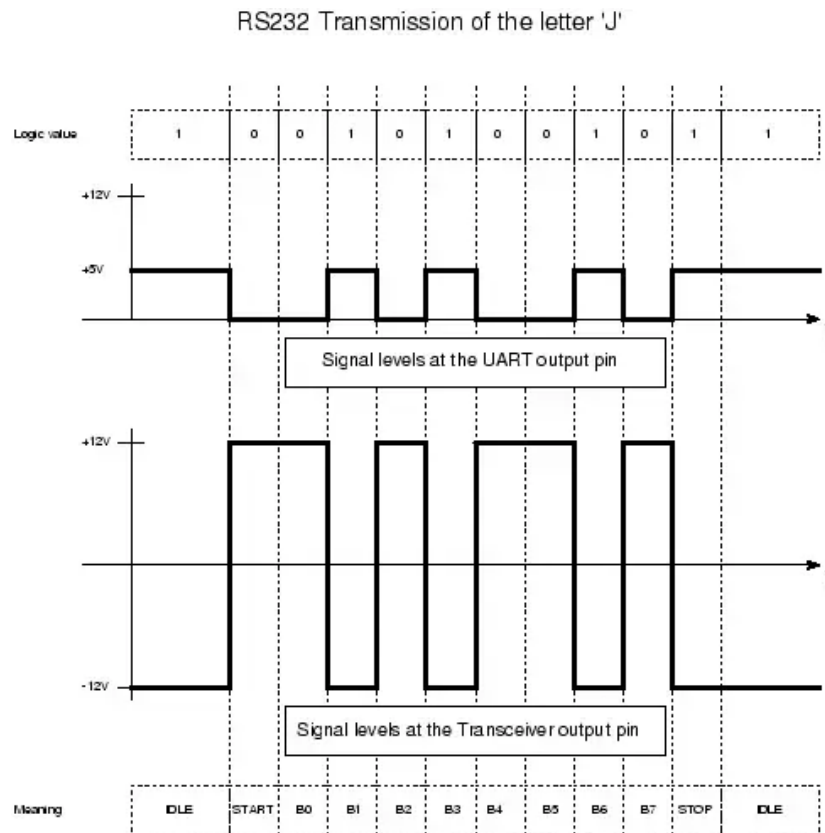 RS232 Transmission of the letter 'J'
Logic value 1 0 0 1 0 1 0 0 1 0 1 1
+12V
+5V
Signal levels at the UART output pin
+12V
-12V
Signal levels at the Transceiver output pin
Meaning IDLE START B0 B1 B2 B3 B4 B5 B6 B7 STOP IDLE